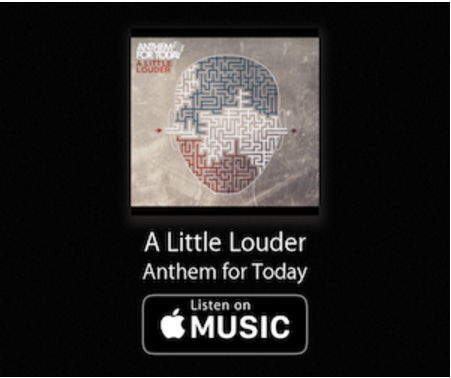 ANTHEM
FOR TODAY
A LITTLE
LOUDER
A Little Louder
Anthem for Today
Listen on
MUSIC